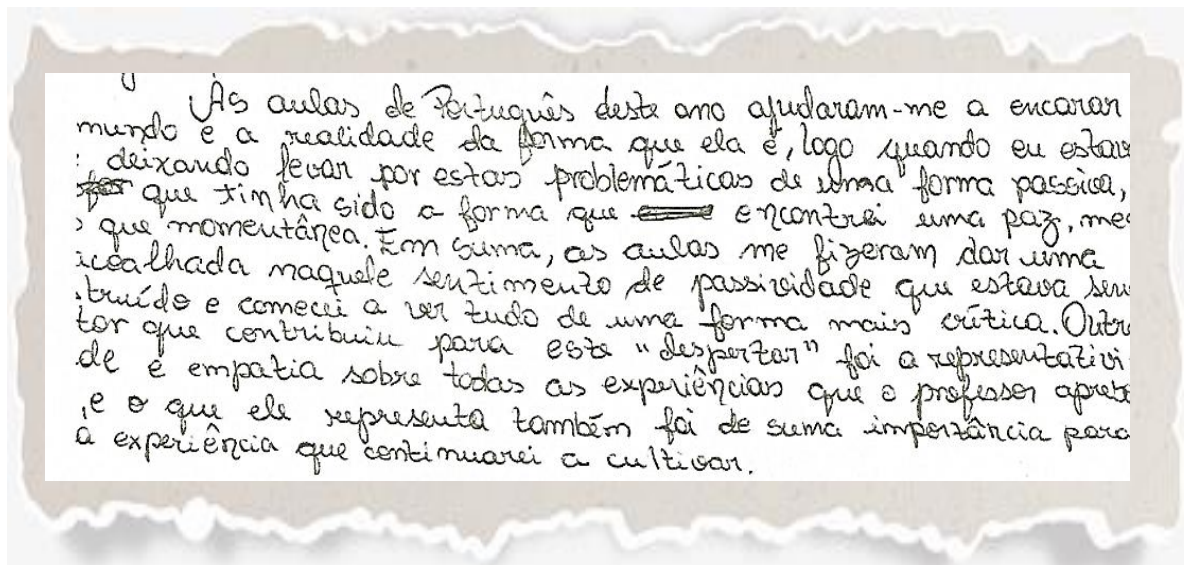 As aulas de Português deste ano ajudaram-me a encarar
mundo e a realidade da forma que ela é, logo quando eu estava
deixando levar por estas problemáticas de uma forma passiva,
que tinha sido a forma que encontrei uma paz, mes
que momentânea. Em suma, as aulas me fizeram dar uma
icoalhada naquele sentimento de passividade que estava sen
truído e comecei a ver tudo de uma forma mais crítica. Outro
tor que contribuiu para este "despertar" foi a representativi
de e empatia sobre todas as experiências que o professor aprese
, e o que ele representa também foi de suma importância para
a experiência que continuarei a cultivar.